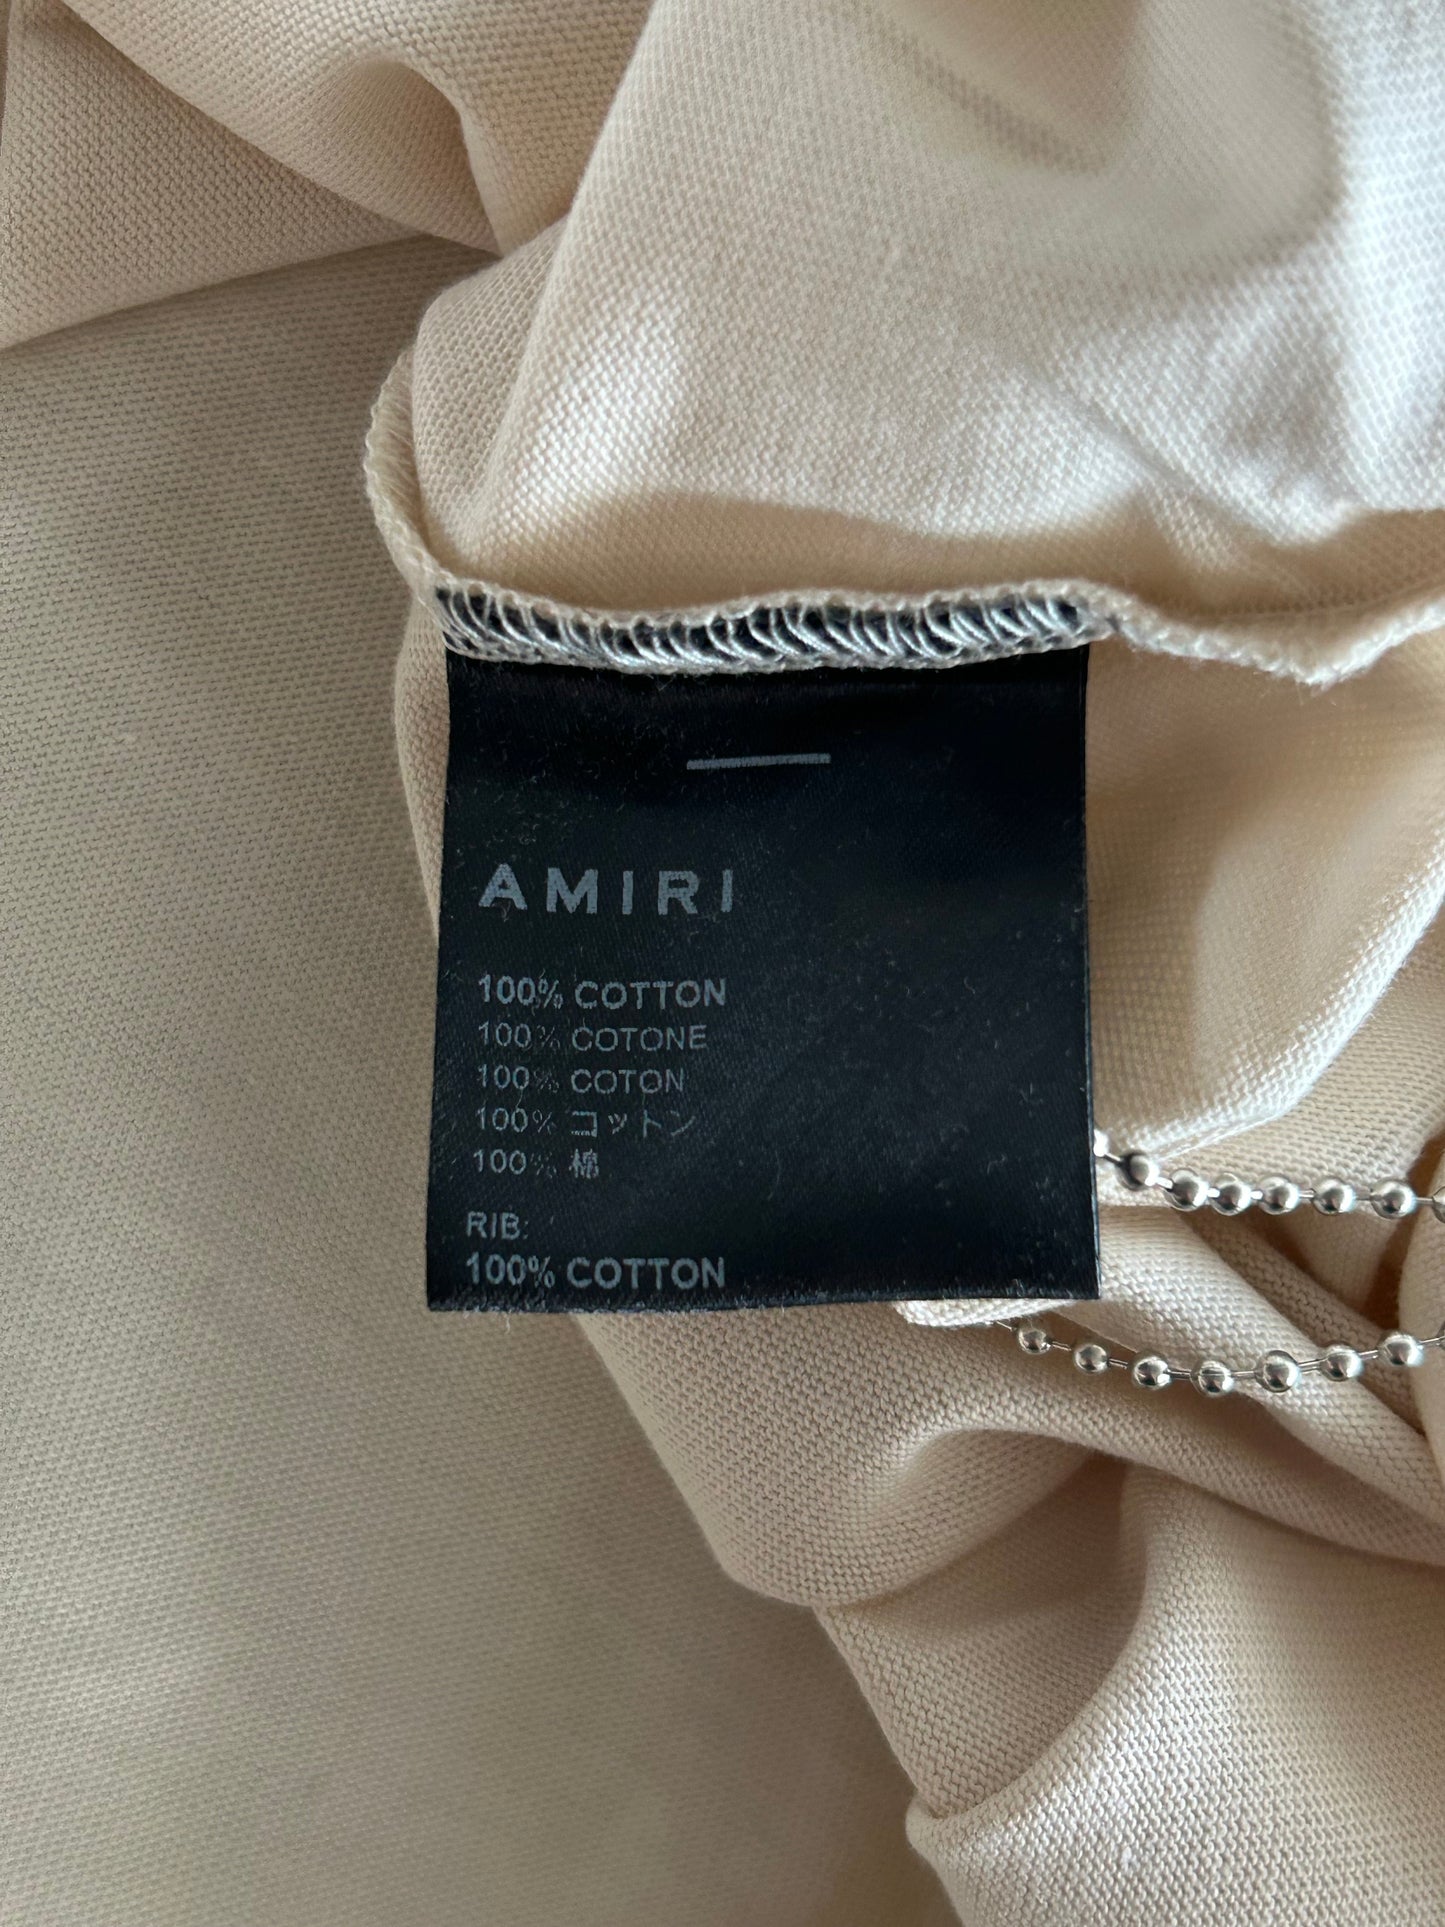 AMIRI
100% COTTON
100% COTONE
100% COTON
100% コットン
100% 棉
RIB:
100% COTTON